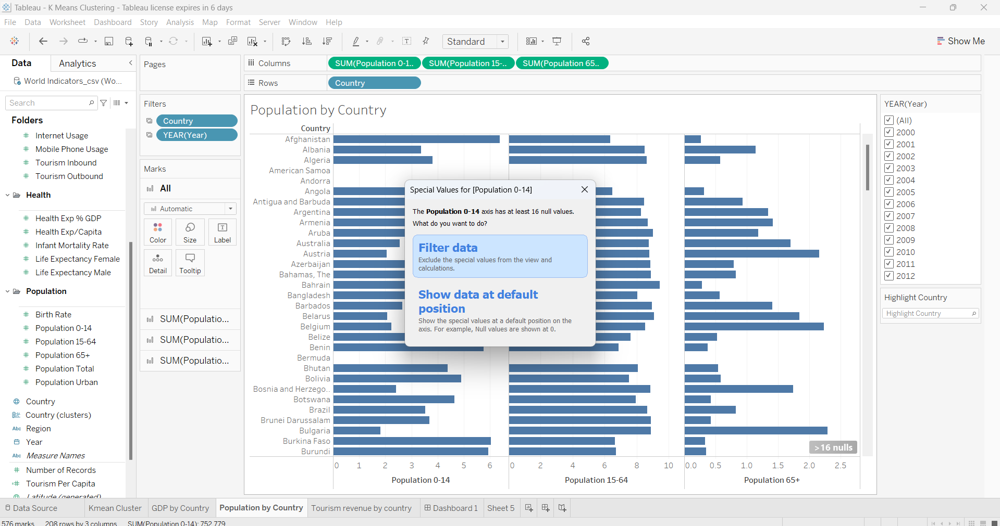 Tableau - K Means Clustering - Tableau license expires in 6 days
File Data Worksheet Dashboard Story Analysis Map Format Server Window Help
Standard
Show Me
Data
Analytics
World Indicators_csv (Wo...
Search
Folders
Internet Usage
Mobile Phone Usage
Tourism Inbound
Tourism Outbound
Health
Health Exp % GDP
Health Exp/Capita
Infant Mortality Rate
Life Expectancy Female
Life Expectancy Male
Population
Birth Rate
Population 0-14
Population 15-64
Population 65+
Population Total
Population Urban
Country
Country (clusters)
Abc Region
Year
Abc Measure Names
Number of Records
Tourism Per Capita
Latitude (generated)
Pages
Filters
Country
YEAR(Year)
Marks
All
Automatic
Color Size Label
Detail Tooltip
SUM(Populatio...
SUM(Populatio...
SUM(Populatio...
Columns
SUM(Population 0-1.. SUM(Population 15-.. SUM(Population 65..
Rows
Country
Population by Country
Country
Afghanistan
Albania
Algeria
American Samoa
Andorra
Angola
Antigua and Barbuda
Argentina
Armenia
Aruba
Australia
Austria
Azerbaijan
Bahamas, The
Bahrain
Bangladesh
Barbados
Belarus
Belgium
Belize
Benin
Bermuda
Bhutan
Bolivia
Bosnia and Herzego..
Botswana
Brazil
Brunei Darussalam
Bulgaria
Burkina Faso
Burundi
0 1 2 3 4 5 6
Population 0-14
0 2 4 6 8 10
Population 15-64
0.0 0.5 1.0 1.5 2.0 2.5
Population 65+
>16 nulls
Special Values for [Population 0-14]
The Population 0-14 axis has at least 16 null values.
What do you want to do?
Filter data
Exclude the special values from the view and
calculations.
Show data at default
position
Show the special values at a default position on the
axis. For example, Null values are shown at 0.
YEAR(Year)
(All)
2000
2001
2002
2003
2004
2005
2006
2007
2008
2009
2010
2011
2012
Highlight Country
Highlight Country
Data Source Kmean Cluster GDP by Country Population by Country Tourism revenue by country Dashboard 1 Sheet 5
576 marks 208 rows by 3 columns SUM(Population 0-14): 752.779